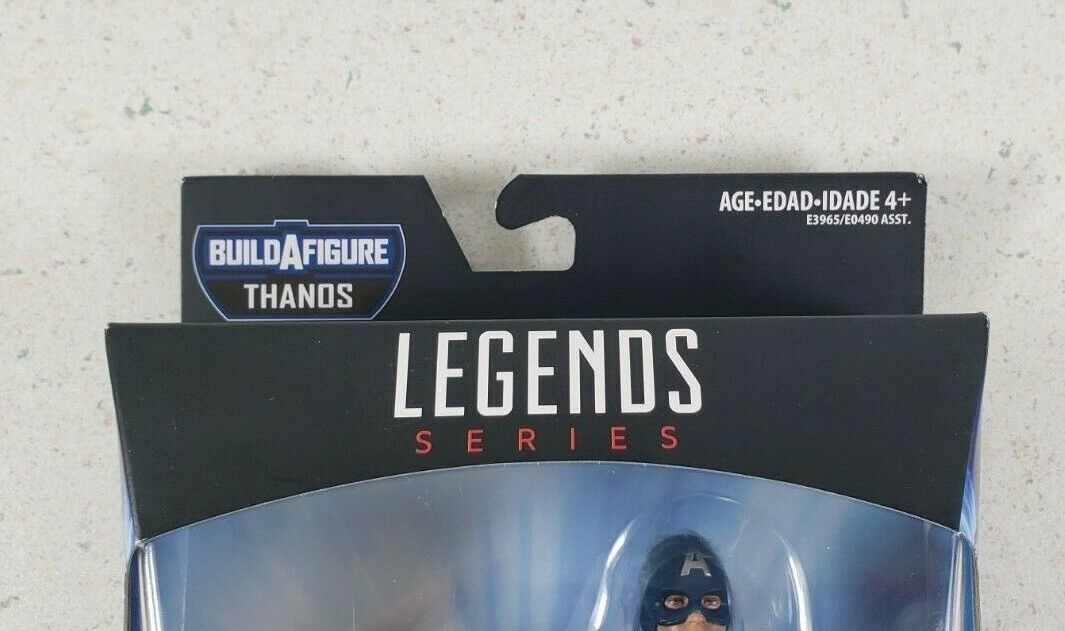 AGE•EDAD•IDADE 4+
E3965/E0490 ASST.
BUILDAFIGURE
THANOS
LEGENDS
SERIES
A